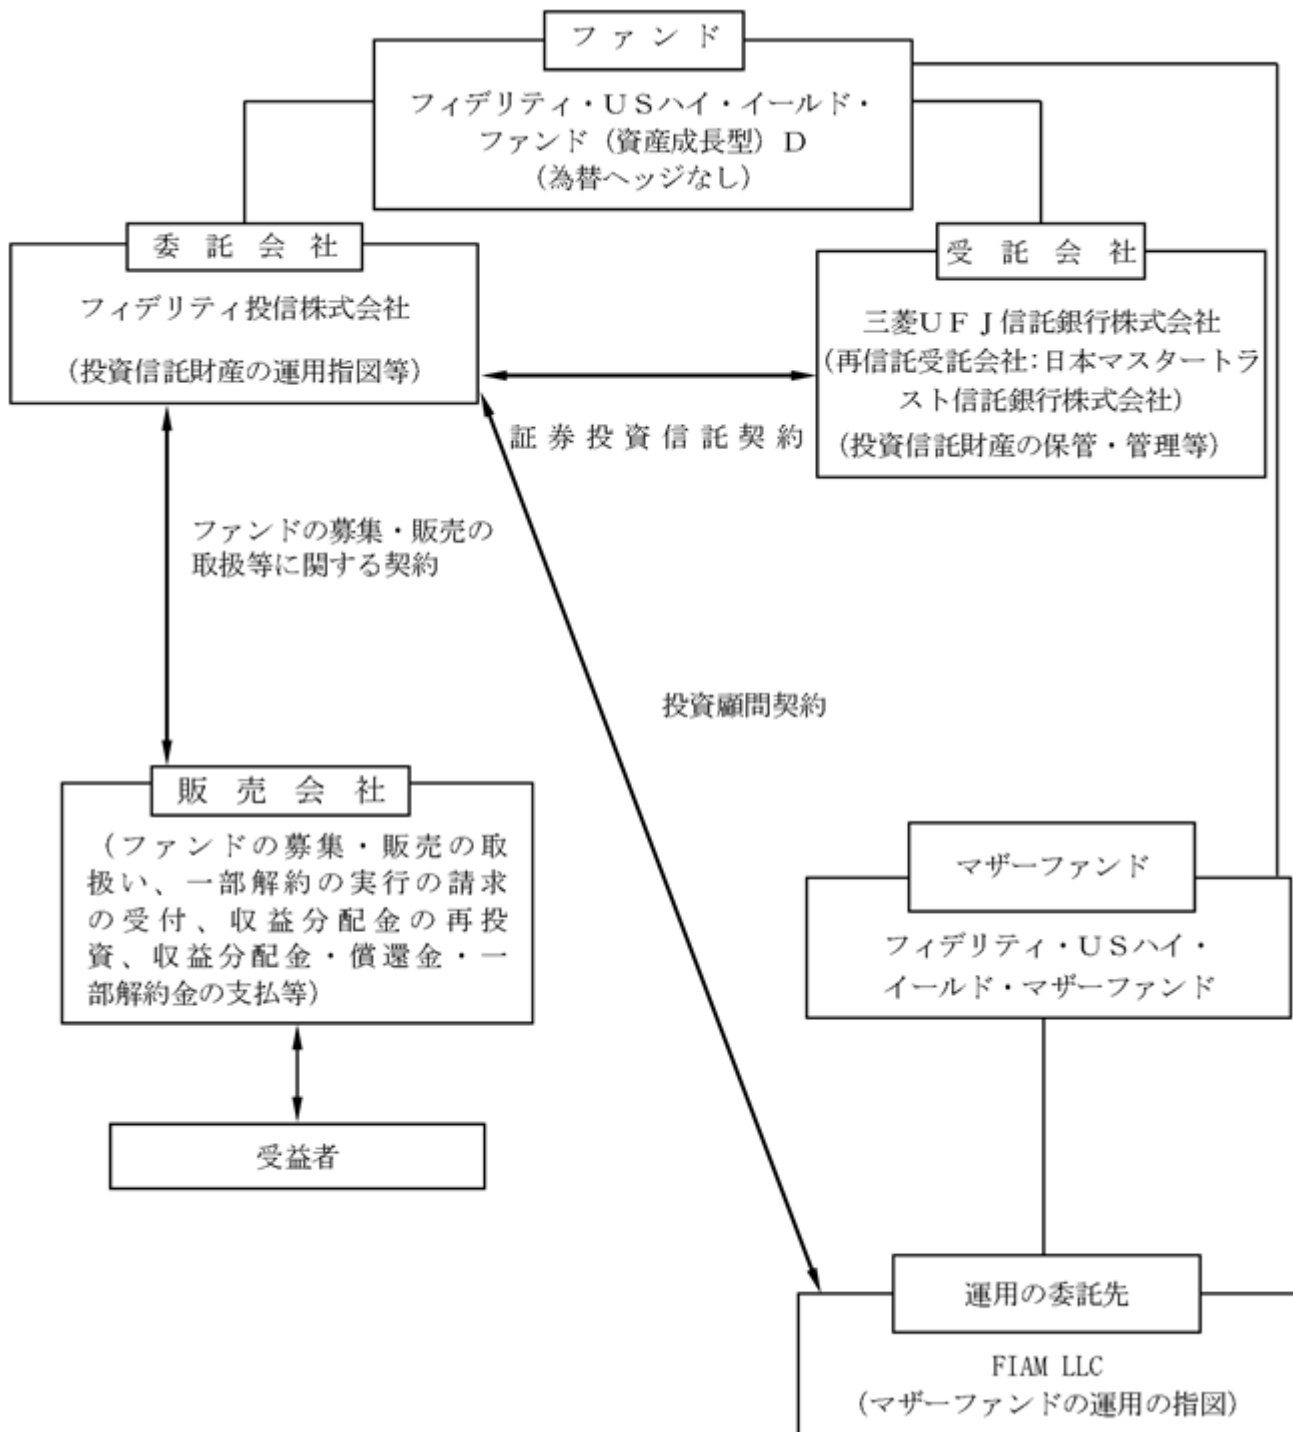 ファンド
フィデリティ・ＵＳハイ・イールド・
ファンド（資産成長型）Ｄ
（為替ヘッジなし）
委託会社
フィデリティ投信株式会社
（投資信託財産の運用指図等）
受託会社
三菱ＵＦＪ信託銀行株式会社
（再信託受託会社：日本マスタートラ
スト信託銀行株式会社）
（投資信託財産の保管・管理等）
証券投資信託契約
ファンドの募集・販売の
取扱等に関する契約
投資顧問契約
販売会社
（ファンドの募集・販売の取
扱い、一部解約の実行の請求
の受付、収益分配金の再投
資、収益分配金・償還金・一
部解約金の支払等）
マザーファンド
フィデリティ・ＵＳハイ・
イールド・マザーファンド
受益者
運用の委託先
FIAM LLC
（マザーファンドの運用の指図）